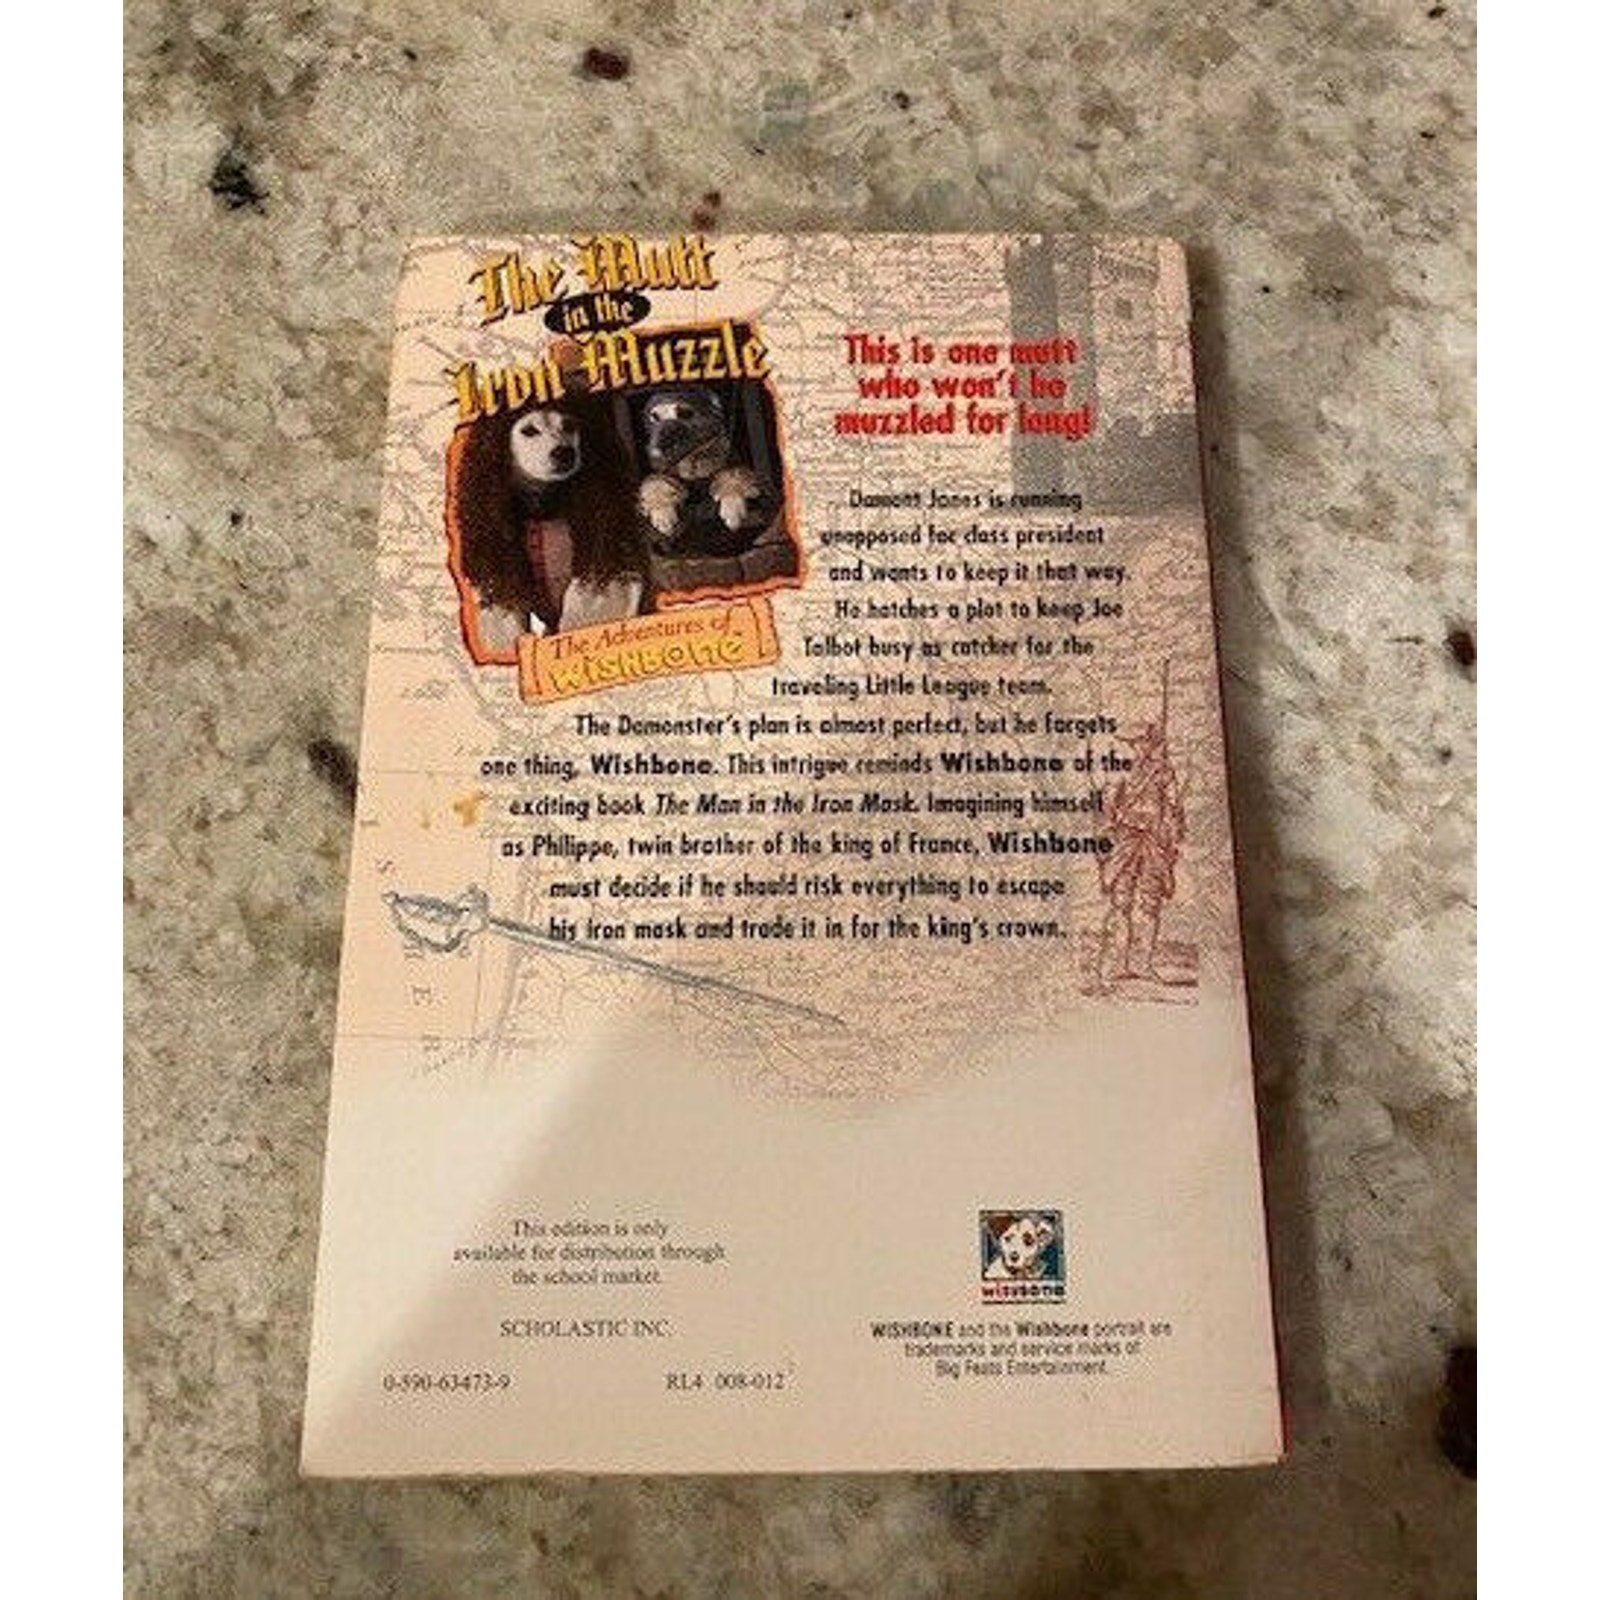 The Mutt
in the
Iron Muzzle
The Adventures of
WISHBONE™
This is one mutt
who won't be
muzzled for long!
Damont Jones is running
unopposed for class president
and wants to keep it that way.
He hatches a plot to keep Joe
Talbot busy as catcher for the
traveling Little League team.
The Damonster's plan is almost perfect, but he forgets
one thing, Wishbone. This intrigue reminds Wishbone of the
exciting book The Man in the Iron Mask. Imagining himself
as Philippe, twin brother of the king of France, Wishbone
must decide if he should risk everything to escape
his iron mask and trade it in for the king's crown.
This edition is only
available for distribution through
the school market.
SCHOLASTIC INC.
0-590-63473-9
RL4 008-012
WISHBONE
WISHBONE and the Wishbone portrait are
trademarks and service marks of
Big Feats Entertainment.